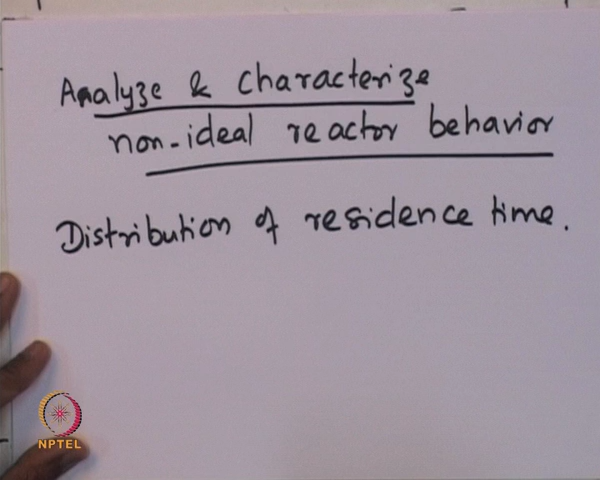 Analyze & Characterize
non-ideal reactor behavior
Distribution of residence time.
NPTEL